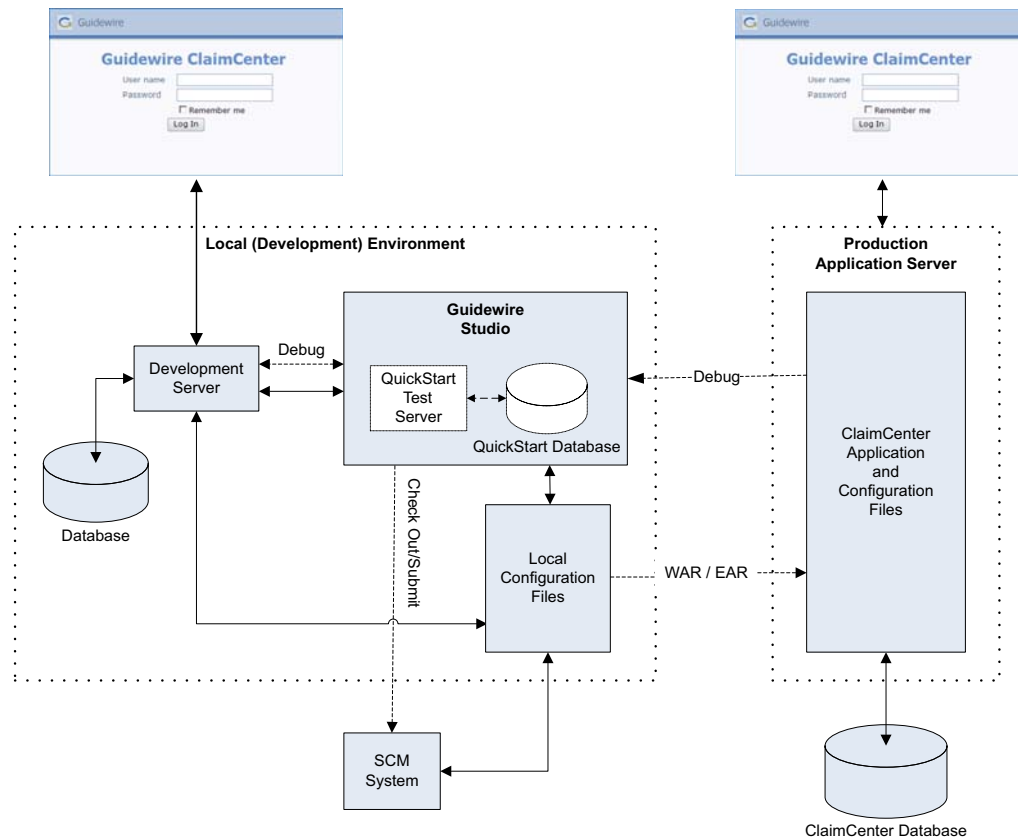 Guidewire
Guidewire ClaimCenter
User name
Password
Remember me
Log In
Guidewire
Guidewire ClaimCenter
User name
Password
Remember me
Log In
Local (Development) Environment
Production
Application Server
Guidewire
Studio
Debug
Development
Server
QuickStart
Test
Server
QuickStart Database
Debug
ClaimCenter
Application
and
Configuration
Files
Database
Check Out/Submit
Local
Configuration
Files
WAR / EAR
SCM
System
ClaimCenter Database